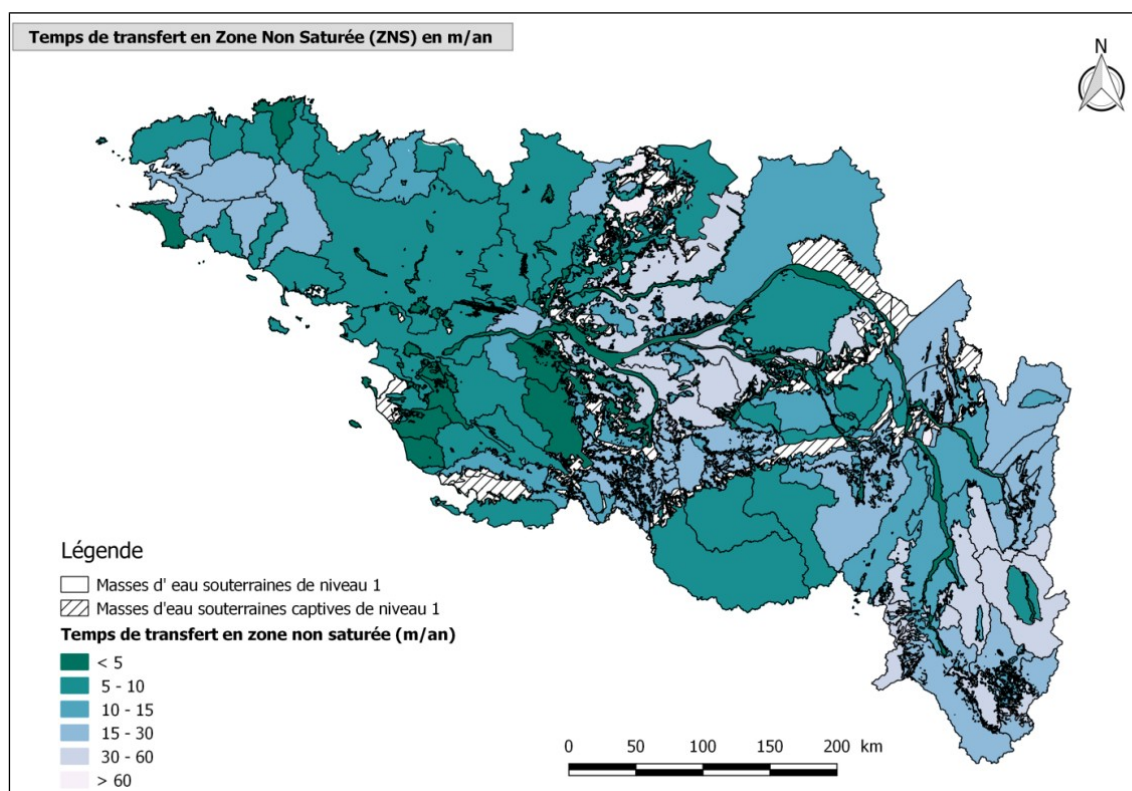 Temps de transfert en Zone Non Saturée (ZNS) en m/an
N
Légende
Masses d' eau souterraines de niveau 1
Masses d'eau souterraines captives de niveau 1
Temps de transfert en zone non saturée (m/an)
< 5
5 - 10
10 - 15
15 - 30
30 - 60
> 60
0 50 100 150 200 km